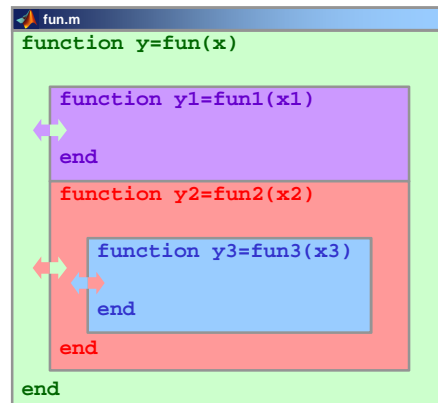 fun.m
function y=fun(x)
function y1=fun1(x1)
end
function y2=fun2(x2)
function y3=fun3(x3)
end
end
end